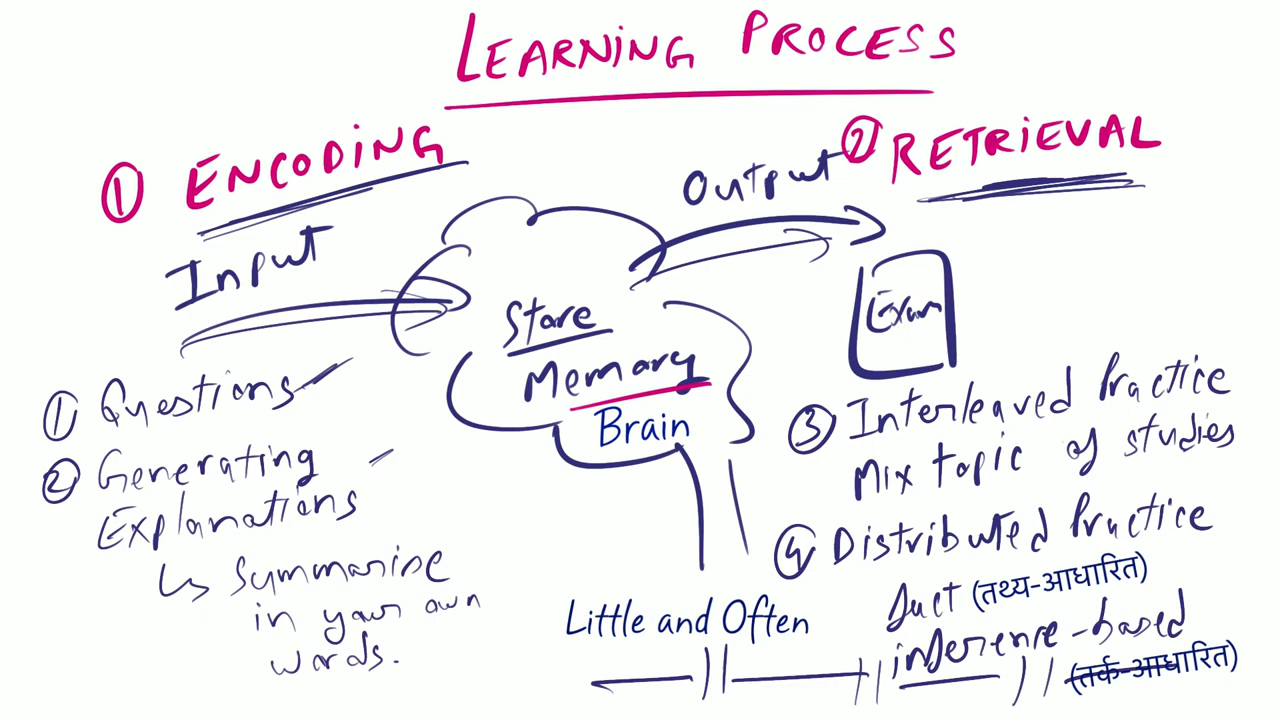 LEARNING PROCESS
① ENCODING
Input
Output
② RETRIEVAL
Store
Memory
Brain
Exam
① Questions
② Generating
Explanations
↳ Summarise
in your own
words.
③ Interleaved Practice
Mix topic of studies
④ Distributed Practice
(तथ्य-आधारित)
Little and Often
inference-based
(तर्क-आधारित)